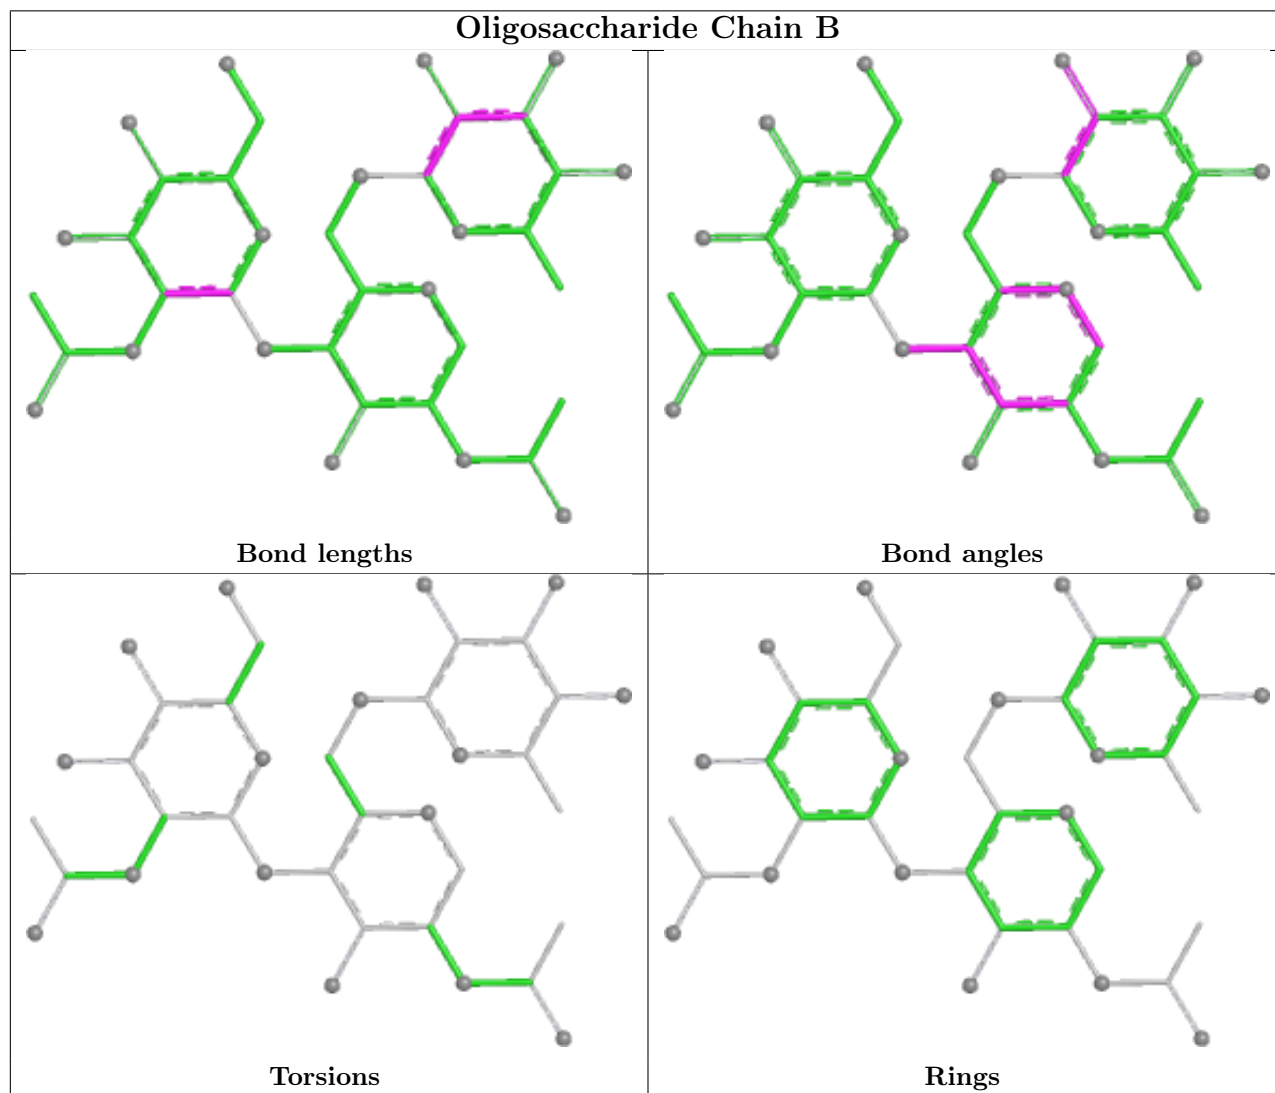 Oligosaccharide Chain B
Bond lengths
Bond angles
Torsions
Rings